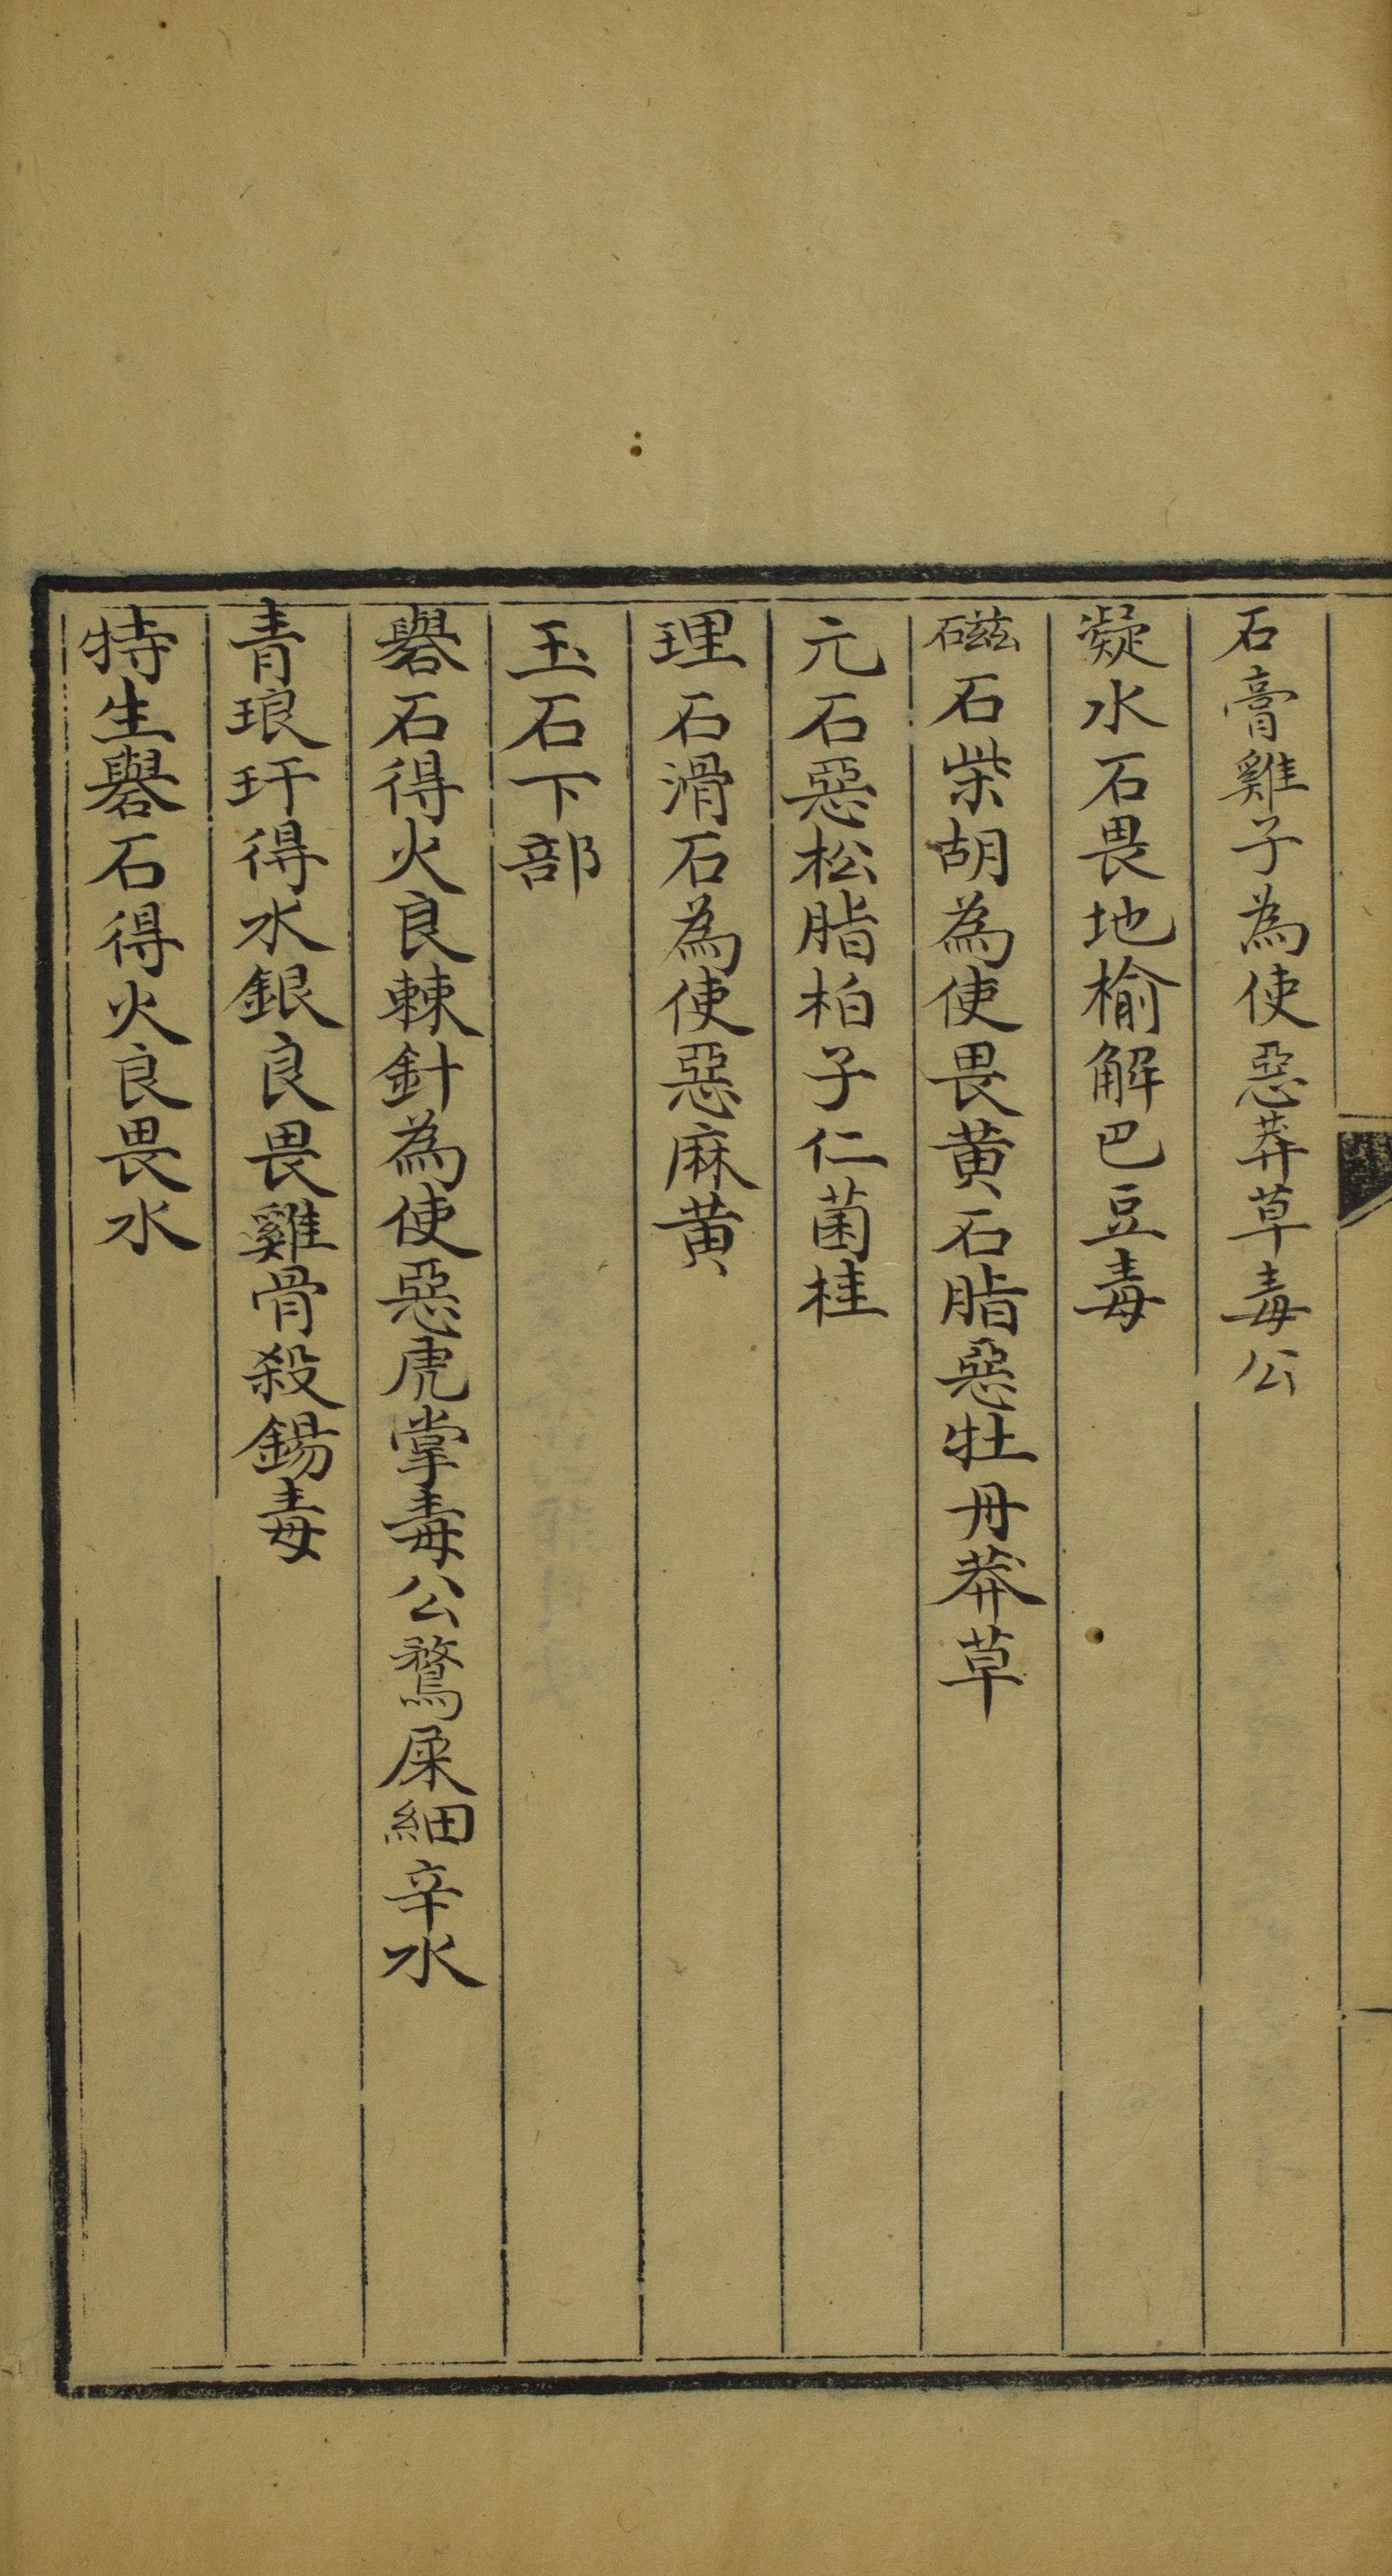 石膏雞子為使惡莽草毒公
凝水石畏地榆解巴豆毒
磁石柴胡為使畏黃石脂惡牡丹莽草
元石惡松脂柏子仁菌桂
理石滑石為使惡麻黃
玉石下部
礜石得火良棘針為使惡虎掌毒公鶩屎細辛水
青琅玕得水銀良畏雞骨殺錫毒
特生礜石得火良畏水